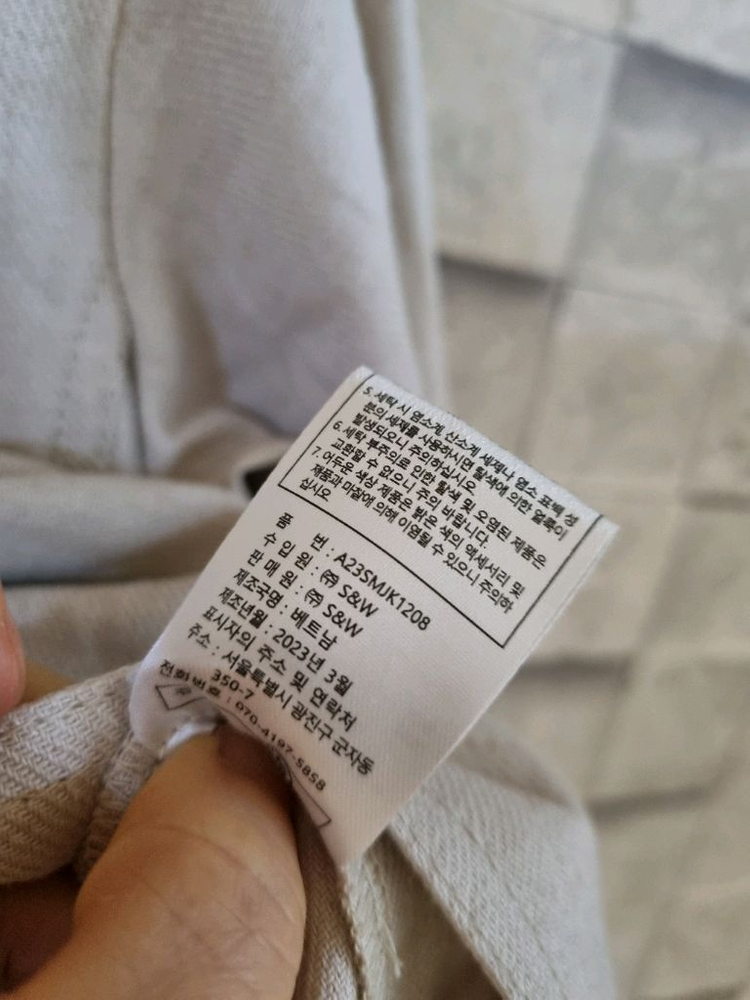 5. 세탁 시 염소계 산소계 세제나 염소 표백 성
분의 세재를 사용하시면 탈색에 의한 얼룩이
발생되오니 주의하십시오.
6. 세탁 부주의로 인한 탈색 및 오염된 제품은
교환할 수 없으니 주의 바랍니다.
7. 어두운 색상 제품은 밝은 색의 액세서리 및
제품과 마찰에 의해 이염될 수 있으니 주의하
십시오
품 번 : A23SMJK1208
수 입 원 : ㈜ S&W
판 매 원 : ㈜ S&W
제조국명 : 베트남
제조년월 : 2023년 3월
표시자의 주소 및 연락처
주소 : 서울특별시 광진구 군자동
350-7
전화번호 : 070-4197-5858